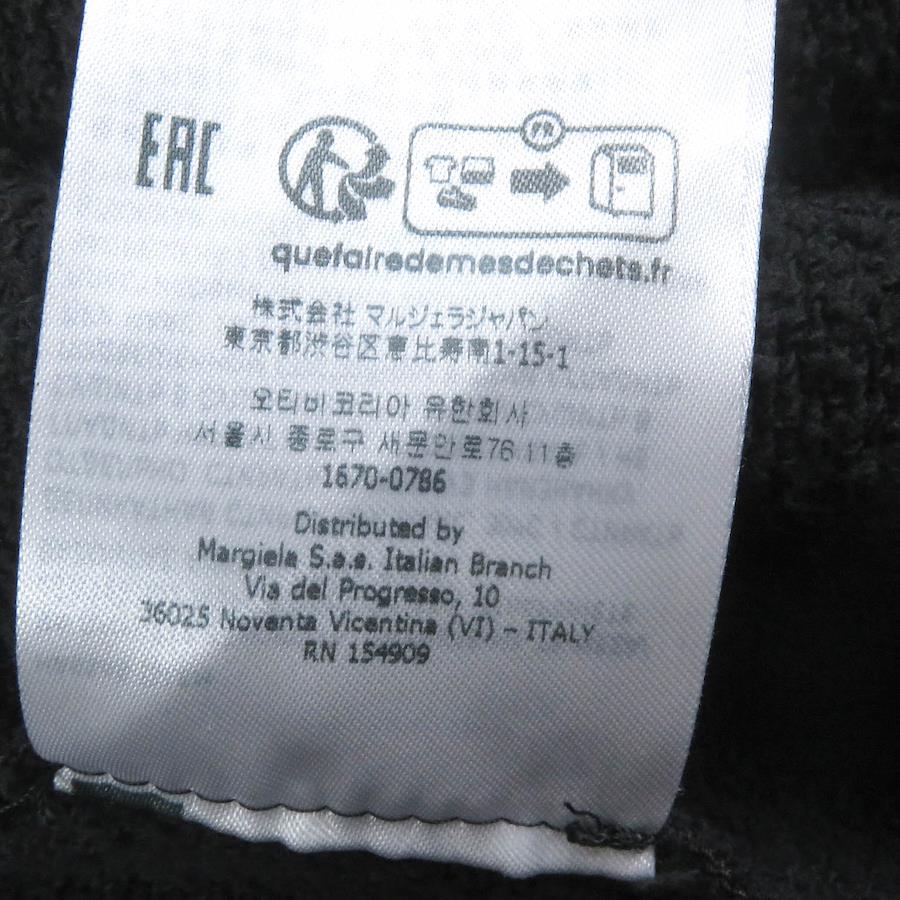 EAC
FR
quefairedemesdechets.fr
株式会社 マルジェラジャパン
東京都渋谷区恵比寿南1-15-1
오티비코리아 유한회사
서울시 종로구 새문안로76 11층
1670-0786
Distributed by
Margiela S.a.s. Italian Branch
Via del Progresso, 10
36025 Noventa Vicentina (VI) – ITALY
RN 154909